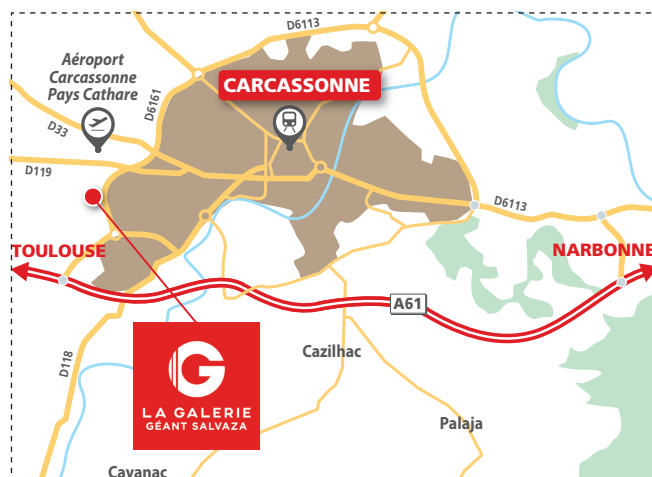 D6113
Aéroport
Carcassonne
Pays Cathare
CARCASSONNE
D6161
D33
D119
D6113
TOULOUSE
NARBONNE
A61
D118
Cazilhac
LA GALERIE
GÉANT SALVAZA
Palaja
Cavanac